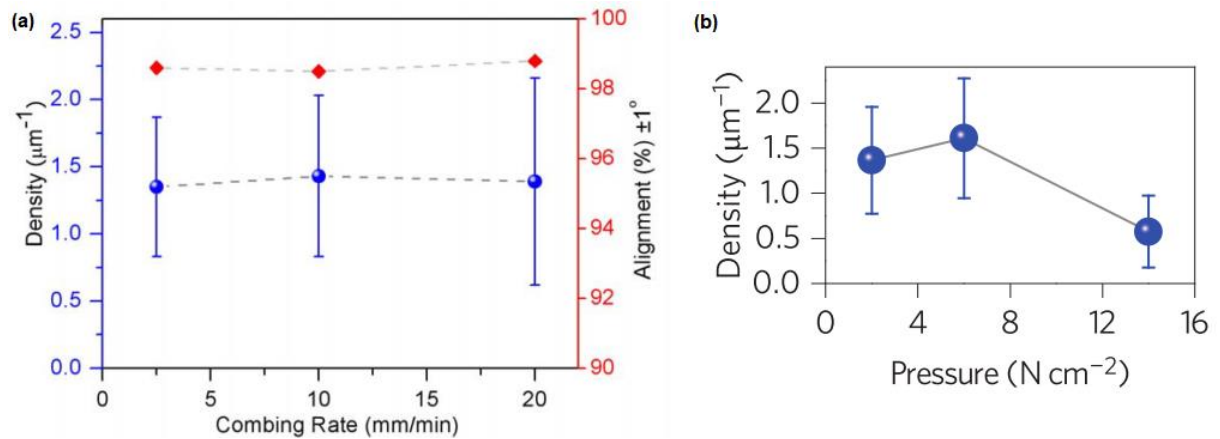 (a)
2.5
2.0
1.5
1.0
0.5
0.0
Density (μm⁻¹)
0 5 10 15 20
Combing Rate (mm/min)
100
98
96
94
92
90
Alignment (%) ±1°
(b)
2.0
1.5
1.0
0.5
0.0
Density (μm⁻¹)
0 4 8 12 16
Pressure (N cm⁻²)